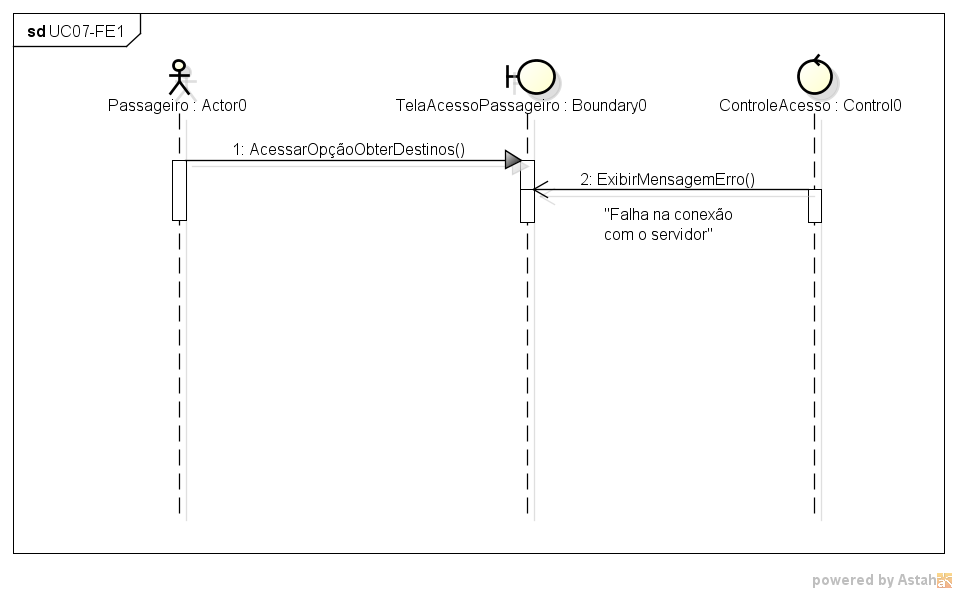 sd UC07-FE1
Passageiro : Actor0
TelaAcessoPassageiro : Boundary0
ControleAcesso : Control0
1: AcessarOpçãoObterDestinos()
2: ExibirMensagemErro()
"Falha na conexão
com o servidor"
powered by Astah